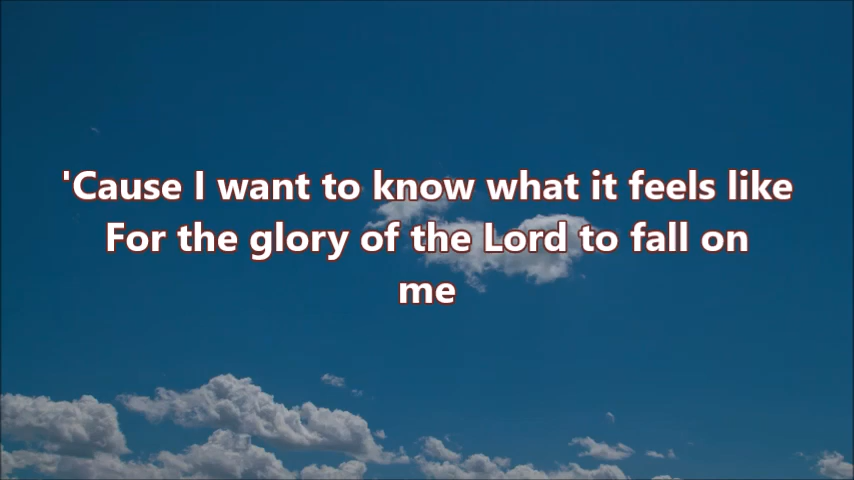 'Cause I want to know what it feels like
For the glory of the Lord to fall on
me